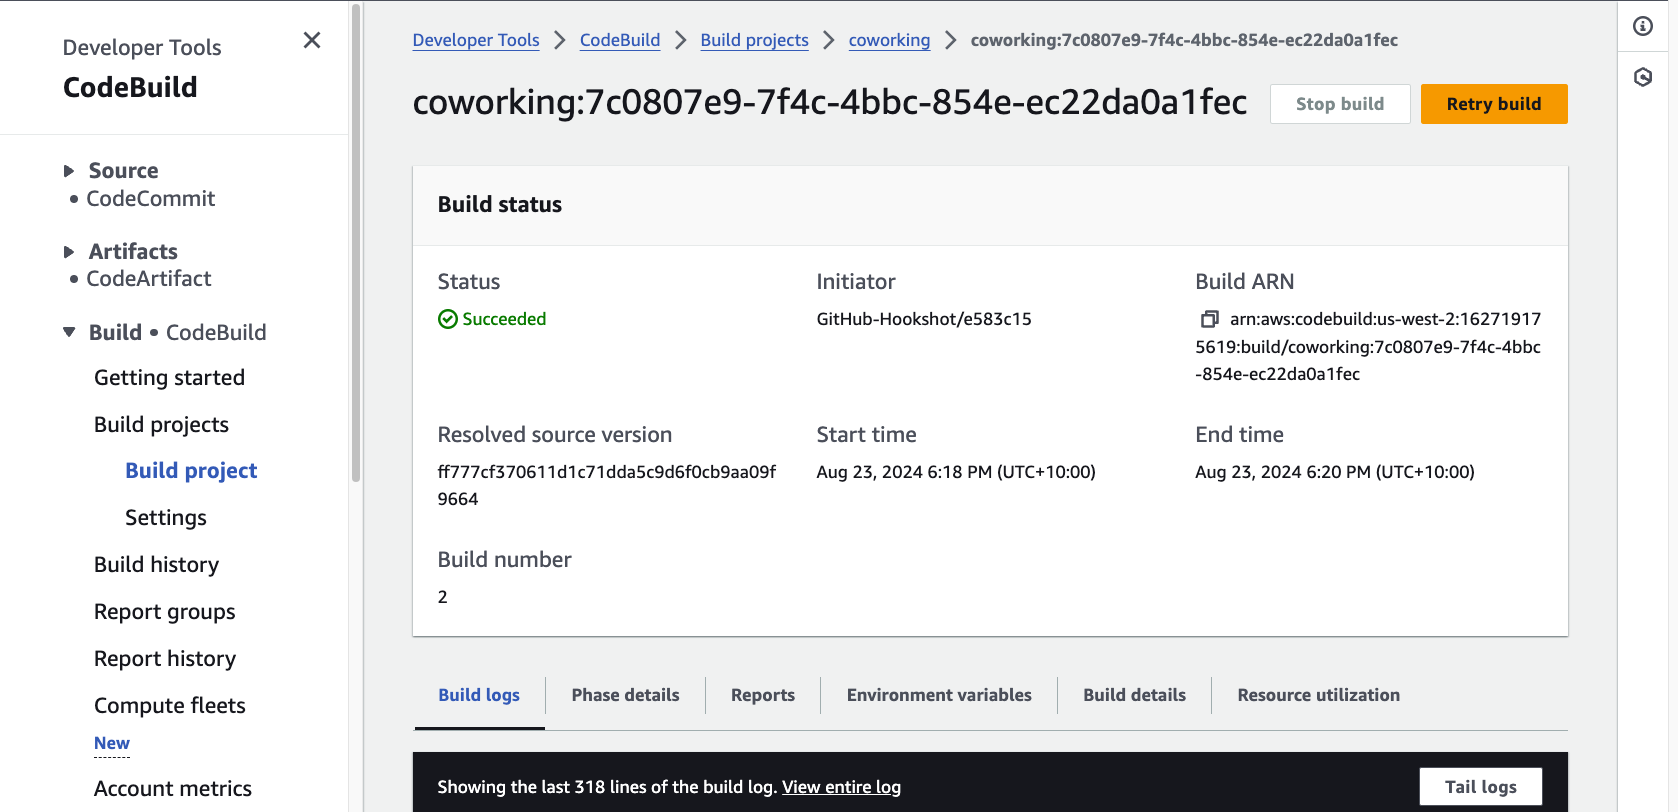 Developer Tools
CodeBuild
Source
• CodeCommit
Artifacts
• CodeArtifact
Build • CodeBuild
Getting started
Build projects
Build project
Settings
Build history
Report groups
Report history
Compute fleets
New
Account metrics
Developer Tools > CodeBuild > Build projects > coworking > coworking:7c0807e9-7f4c-4bbc-854e-ec22da0a1fec
coworking:7c0807e9-7f4c-4bbc-854e-ec22da0a1fec
Stop build
Retry build
Build status
Status
Succeeded
Initiator
GitHub-Hookshot/e583c15
Build ARN
arn:aws:codebuild:us-west-2:16271917
5619:build/coworking:7c0807e9-7f4c-4bbc
-854e-ec22da0a1fec
Resolved source version
ff777cf370611d1c71dda5c9d6f0cb9aa09f
9664
Start time
Aug 23, 2024 6:18 PM (UTC+10:00)
End time
Aug 23, 2024 6:20 PM (UTC+10:00)
Build number
2
Build logs
Phase details
Reports
Environment variables
Build details
Resource utilization
Showing the last 318 lines of the build log. View entire log
Tail logs